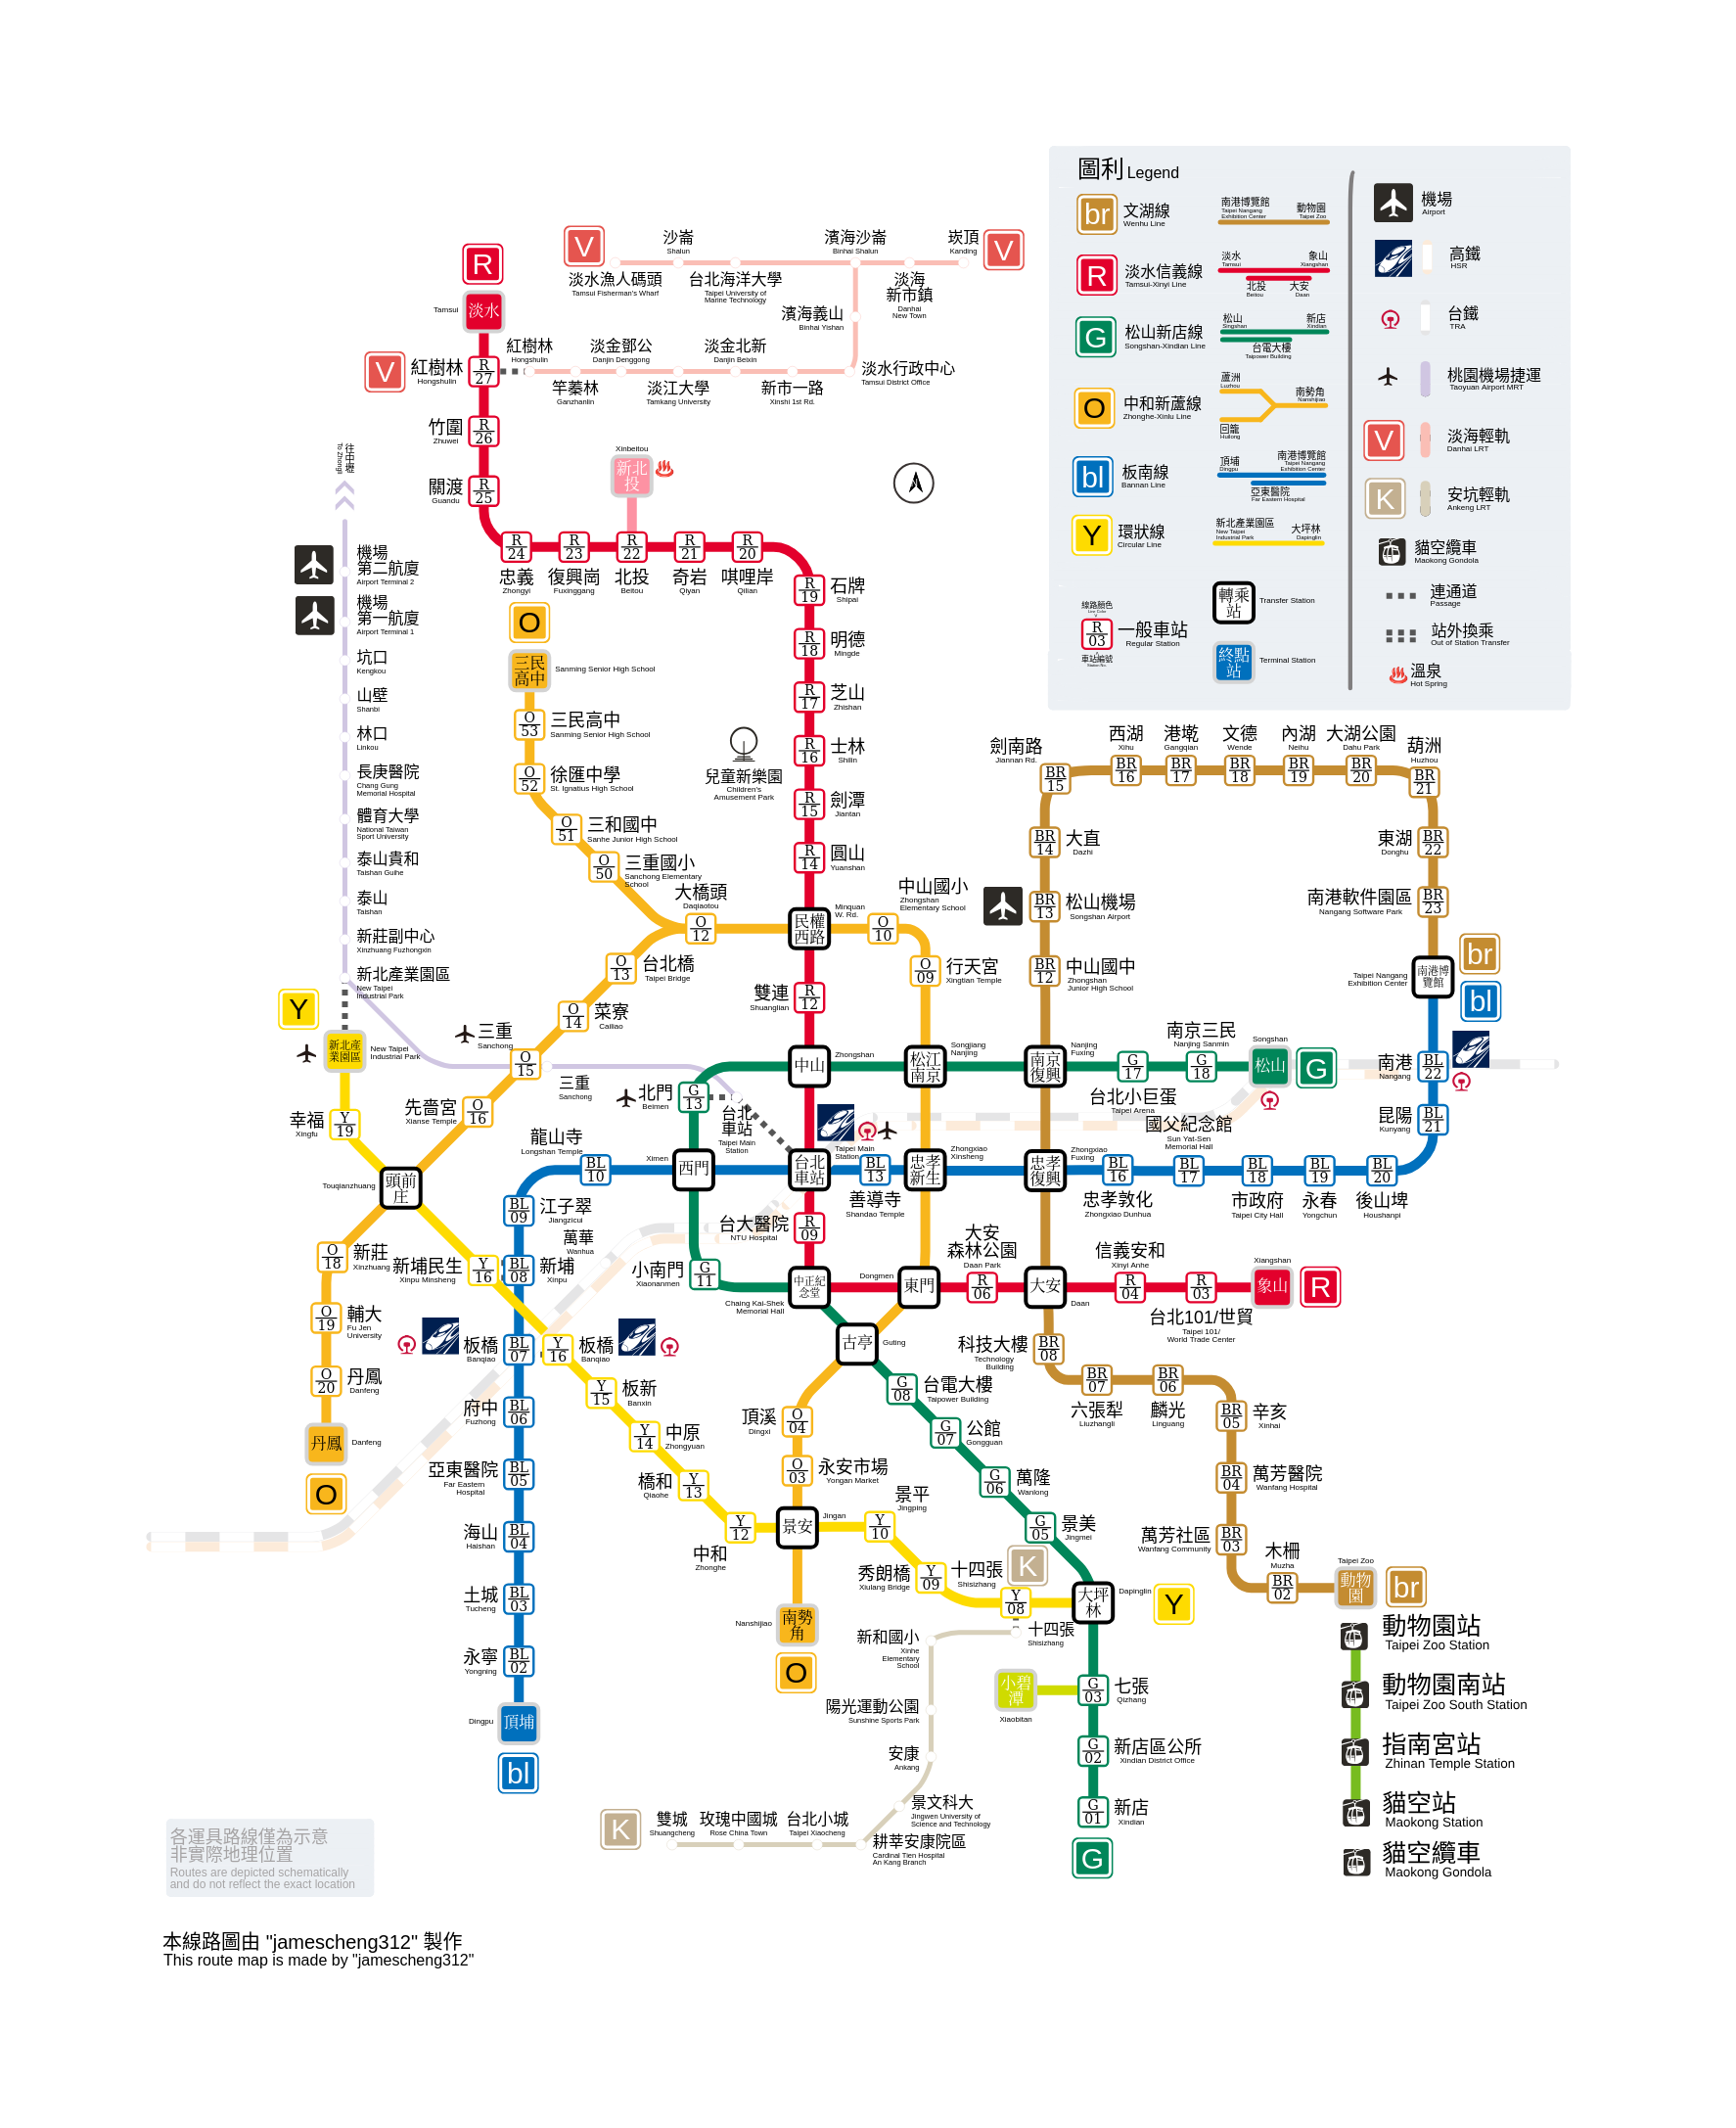 圖利 Legend
br 文湖線
Wenhu Line
南港博覽館
Taipei Nangang
Exhibition Center
動物園
Taipei Zoo
R 淡水信義線
Tamsui-Xinyi Line
淡水
Tamsui
象山
Xiangshan
北投
Beitou
大安
Daan
G 松山新店線
Songshan-Xindian Line
松山
Singshan
新店
Xindian
台電大樓
Taipower Building
O 中和新蘆線
Zhonghe-Xinlu Line
蘆洲
Luzhou
南勢角
Nanshijiao
回龍
Huilong
bl 板南線
Bannan Line
頂埔
Dingpu
南港博覽館
Taipei Nangang
Exhibition Center
亞東醫院
Far Eastern Hospital
Y 環狀線
Circular Line
新北產業園區
New Taipei
Industrial Park
大坪林
Dapinglin
線路顏色
Line Color
R
03
一般車站
Regular Station
車站編號
Station No.
轉乘
站
Transfer Station
終點
站
Terminal Station
機場
Airport
高鐵
HSR
台鐵
TRA
桃園機場捷運
Taoyuan Airport MRT
V 淡海輕軌
Danhai LRT
K 安坑輕軌
Ankeng LRT
貓空纜車
Maokong Gondola
連通道
Passage
站外換乘
Out of Station Transfer
溫泉
Hot Spring
R
Tamsui 淡水
V
沙崙
Shalun
濱海沙崙
Binhai Shalun
崁頂
Kanding
V
淡水漁人碼頭
Tamsui Fisherman's Wharf
台北海洋大學
Taipei University of
Marine Technology
淡海
新市鎮
Danhai
New Town
濱海義山
Binhai Yishan
V 紅樹林
Hongshulin
R
27
紅樹林
Hongshulin
淡金鄧公
Danjin Denggong
淡金北新
Danjin Beixin
淡水行政中心
Tamsui District Office
竿蓁林
Ganzhanlin
淡江大學
Tamkang University
新市一路
Xinshi 1st Rd.
竹圍
Zhuwei
R
26
關渡
Guandu
R
25
Xinbeitou
新北
投
R
24
忠義
Zhongyi
R
23
復興崗
Fuxinggang
R
22
北投
Beitou
R
21
奇岩
Qiyan
R
20
唭哩岸
Qilian
R
19
石牌
Shipai
R
18
明德
Mingde
R
17
芝山
Zhishan
R
16
士林
Shilin
R
15
劍潭
Jiantan
R
14
圓山
Yuanshan
兒童新樂園
Children's
Amusement Park
往中壢
To Zhongli
機場
第二航廈
Airport Terminal 2
機場
第一航廈
Airport Terminal 1
坑口
Kengkou
山壁
Shanbi
林口
Linkou
長庚醫院
Chang Gung
Memorial Hospital
體育大學
National Taiwan
Sport University
泰山貴和
Taishan Guihe
泰山
Taishan
新莊副中心
Xinzhuang Fuzhongxin
新北產業園區
New Taipei
Industrial Park
O
三民
高中
Sanming Senior High School
O
53
三民高中
Sanming Senior High School
O
52
徐匯中學
St. Ignatius High School
O
51
三和國中
Sanhe Junior High School
O
50
三重國小
Sanchong Elementary
School
大橋頭
Daqiaotou
O
12
民權
西路
Minquan
W. Rd.
O
10
中山國小
Zhongshan
Elementary School
O
09
行天宮
Xingtian Temple
O
13
台北橋
Taipei Bridge
O
14
菜寮
Cailiao
三重
Sanchong
O
15
三重
Sanchong
先嗇宮
Xianse Temple
O
16
雙連
Shuanglian
R
12
劍南路
Jiannan Rd.
BR
15
西湖
Xihu
BR
16
港墘
Gangqian
BR
17
文德
Wende
BR
18
內湖
Neihu
BR
19
大湖公園
Dahu Park
BR
20
葫洲
Huzhou
BR
21
BR
14
大直
Dazhi
BR
13
松山機場
Songshan Airport
BR
12
中山國中
Zhongshan
Junior High School
東湖
Donghu
BR
22
南港軟件園區
Nangang Software Park
BR
23
Taipei Nangang
Exhibition Center
南港博
覽館
br
bl
Y
新北産
業園區
New Taipei
Industrial Park
幸福
Xingfu
Y
19
Touqianzhuang
頭前
庄
中山
Zhongshan
松江
南京
Songjiang
Nanjing
南京
復興
Nanjing
Fuxing
G
17
台北小巨蛋
Taipei Arena
南京三民
Nanjing Sanmin
G
18
Songshan
松山
G
南港
Nangang
BL
22
昆陽
Kunyang
BL
21
北門
Beimen
G
13
台北
車站
Taipei Main
Station
龍山寺
Longshan Temple
BL
10
Ximen 西門
台北
車站
Taipei Main
Station
BL
13
善導寺
Shandao Temple
忠孝
新生
Zhongxiao
Xinsheng
忠孝
復興
Zhongxiao
Fuxing
BL
16
忠孝敦化
Zhongxiao Dunhua
國父紀念館
Sun Yat-Sen
Memorial Hall
BL
17
BL
18
市政府
Taipei City Hall
BL
19
永春
Yongchun
BL
20
後山埤
Houshanpi
BL
09
江子翠
Jiangzicui
萬華
Wanhua
台大醫院
NTU Hospital
R
09
小南門
Xiaonanmen
G
11
中正紀
念堂
Chaing Kai-Shek
Memorial Hall
Dongmen 東門
大安
森林公園
Daan Park
R
06
大安
Daan
信義安和
Xinyi Anhe
R
04
R
03
台北101/世貿
Taipei 101/
World Trade Center
Xiangshan
象山
R
O
18
新莊
Xinzhuang
新埔民生
Xinpu Minsheng
Y
16
BL
08
新埔
Xinpu
O
19
輔大
Fu Jen
University
O
20
丹鳳
Danfeng
丹鳳 Danfeng
O
板橋
Banqiao
BL
07
Y
16
板橋
Banqiao
Y
15
板新
Banxin
Y
14
中原
Zhongyuan
橋和
Qiaohe
Y
13
Y
12
中和
Zhonghe
府中
Fuzhong
BL
06
亞東醫院
Far Eastern
Hospital
BL
05
海山
Haishan
BL
04
土城
Tucheng
BL
03
永寧
Yongning
BL
02
Dingpu 頂埔
bl
古亭 Guting
頂溪
Dingxi
O
04
O
03
永安市場
Yongan Market
景安
Jingan
Y
10
景平
Jingping
秀朗橋
Xiulang Bridge
Y
09
十四張
Shisizhang
K
Y
08
十四張
Shisizhang
Nanshijiao
南勢
角
O
G
08
台電大樓
Taipower Building
G
07
公館
Gongguan
G
06
萬隆
Wanlong
G
05
景美
Jingmei
大坪
林
Dapinglin
Y
科技大樓
Technology
Building
BR
08
BR
07
六張犁
Liuzhangli
BR
06
麟光
Linguang
BR
05
辛亥
Xinhai
BR
04
萬芳醫院
Wanfang Hospital
萬芳社區
Wanfang Community
BR
03
木柵
Muzha
BR
02
Taipei Zoo
動物
園
br
動物園站
Taipei Zoo Station
動物園南站
Taipei Zoo South Station
指南宮站
Zhinan Temple Station
貓空站
Maokong Station
貓空纜車
Maokong Gondola
小碧
潭
Xiaobitan
G
03
七張
Qizhang
G
02
新店區公所
Xindian District Office
G
01
新店
Xindian
G
新和國小
Xinhe
Elementary
School
陽光運動公園
Sunshine Sports Park
安康
Ankang
景文科大
Jingwen University of
Science and Technology
耕莘安康院區
Cardinal Tien Hospital
An Kang Branch
K
雙城
Shuangcheng
玫瑰中國城
Rose China Town
台北小城
Taipei Xiaocheng
各運具路線僅為示意
非實際地理位置
Routes are depicted schematically
and do not reflect the exact location
本線路圖由 "jamescheng312" 製作
This route map is made by "jamescheng312"